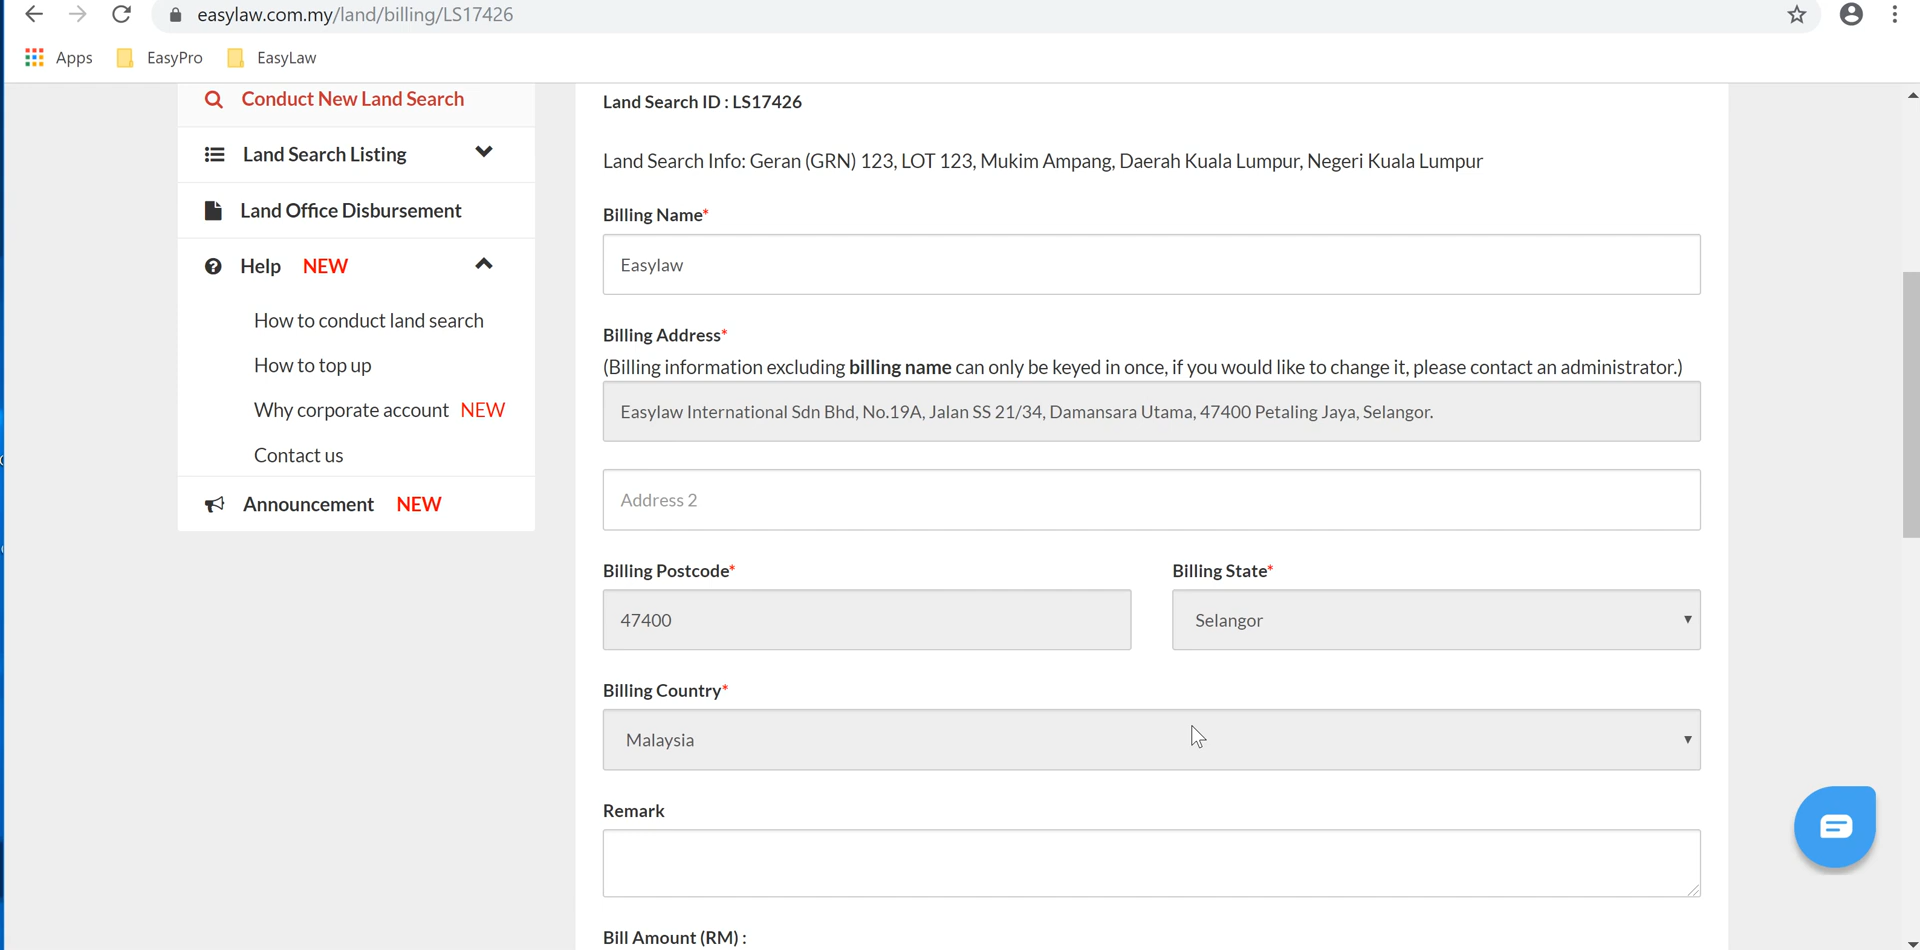 easylaw.com.my/land/billing/LS17426
Apps EasyPro EasyLaw
Conduct New Land Search
Land Search Listing
Land Office Disbursement
Help NEW
How to conduct land search
How to top up
Why corporate account NEW
Contact us
Announcement NEW
Land Search ID : LS17426
Land Search Info: Geran (GRN) 123, LOT 123, Mukim Ampang, Daerah Kuala Lumpur, Negeri Kuala Lumpur
Billing Name*
Easylaw
Billing Address*
(Billing information excluding billing name can only be keyed in once, if you would like to change it, please contact an administrator.)
Easylaw International Sdn Bhd, No.19A, Jalan SS 21/34, Damansara Utama, 47400 Petaling Jaya, Selangor.
Address 2
Billing Postcode*
47400
Billing State*
Selangor
Billing Country*
Malaysia
Remark
Bill Amount (RM) :